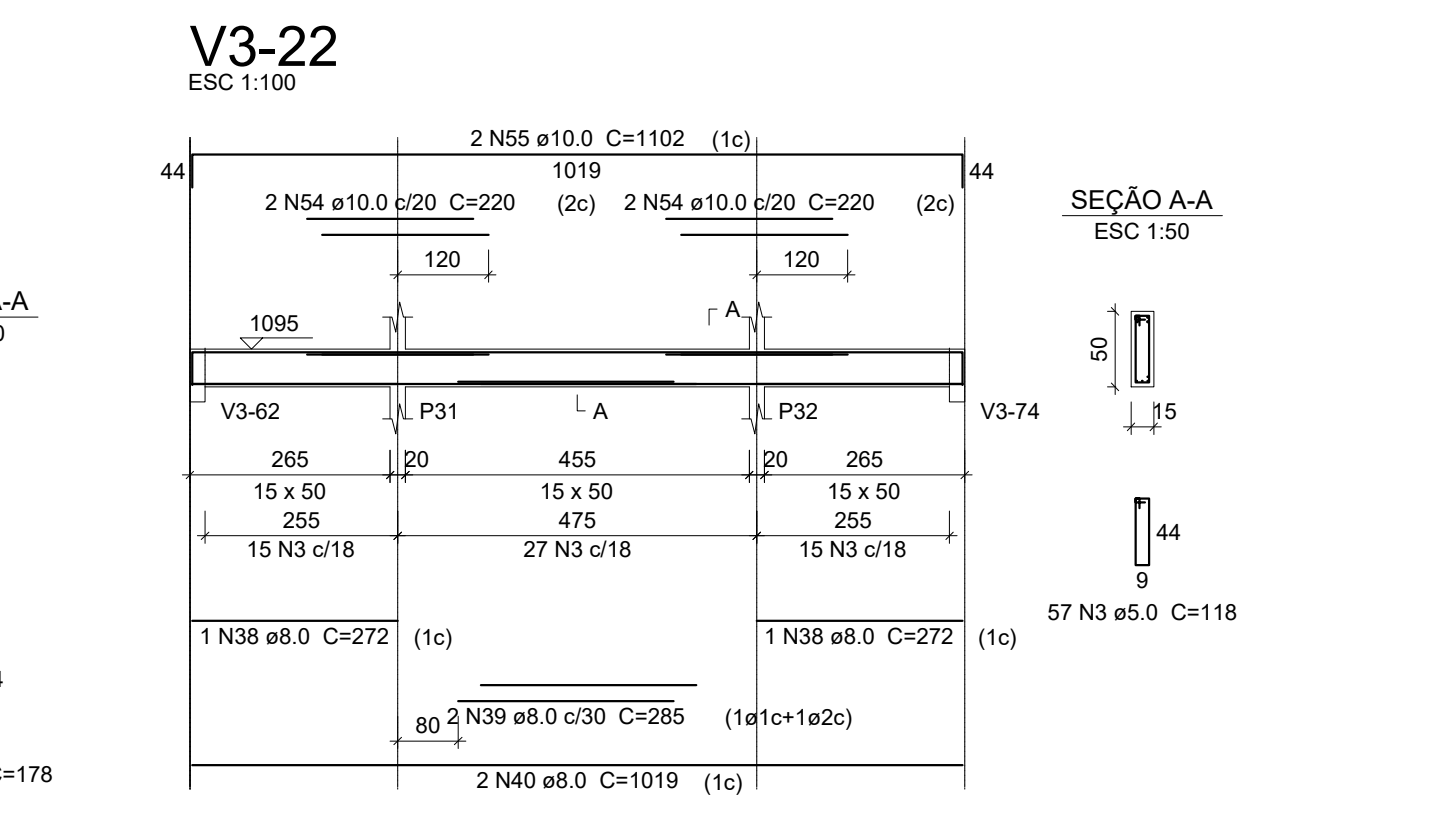 V3-22
ESC 1:100
2 N55 ø10.0 C=1102 (1c)
44
1019
44
2 N54 ø10.0 c/20 C=220 (2c)
2 N54 ø10.0 c/20 C=220 (2c)
120
120
SEÇÃO A-A
ESC 1:50
-A
1095
A
50
15
V3-62
P31
A
P32
V3-74
265
20
455
20
265
15 x 50
15 x 50
15 x 50
255
475
255
15 N3 c/18
27 N3 c/18
15 N3 c/18
44
9
57 N3 ø5.0 C=118
1 N38 ø8.0 C=272 (1c)
1 N38 ø8.0 C=272 (1c)
80
2 N39 ø8.0 c/30 C=285 (1ø1c+1ø2c)
=178
2 N40 ø8.0 C=1019 (1c)